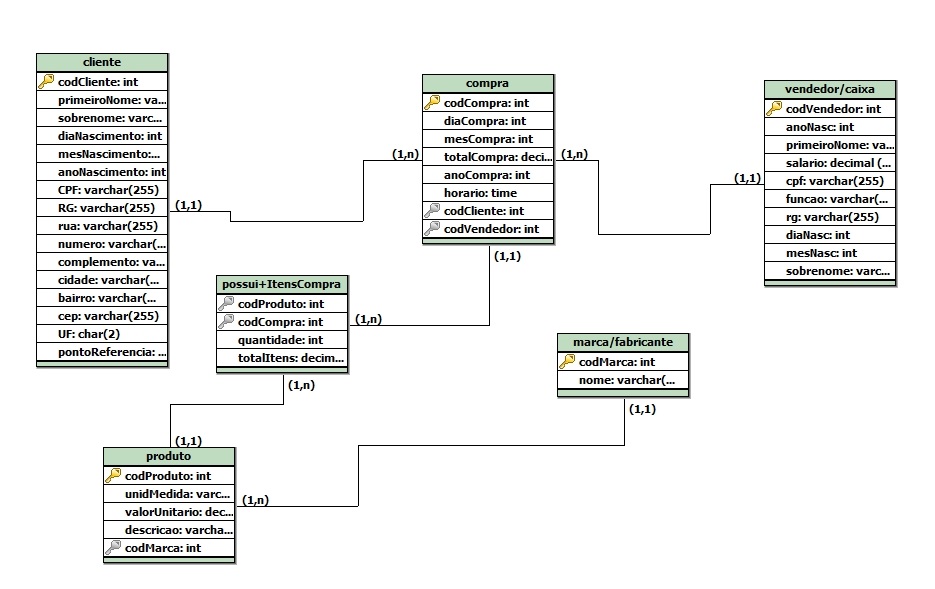 cliente
codCliente: int
primeiroNome: va...
sobrenome: varc...
diaNascimento: int
mesNascimento:...
anoNascimento: int
CPF: varchar(255)
RG: varchar(255)
rua: varchar(255)
numero: varchar(...
complemento: va...
cidade: varchar(...
bairro: varchar(...
cep: varchar(255)
UF: char(2)
pontoReferencia: ...
(1,1)
(1,n)
compra
codCompra: int
diaCompra: int
mesCompra: int
totalCompra: deci...
anoCompra: int
horario: time
codCliente: int
codVendedor: int
(1,n)
(1,1)
(1,1)
vendedor/caixa
codVendedor: int
anoNasc: int
primeiroNome: va...
salario: decimal (...
cpf: varchar(255)
funcao: varchar(...
rg: varchar(255)
diaNasc: int
mesNasc: int
sobrenome: varc...
possui+ItensCompra
codProduto: int
codCompra: int
quantidade: int
totalItens: decim...
(1,n)
(1,n)
(1,1)
marca/fabricante
codMarca: int
nome: varchar(...
(1,1)
produto
codProduto: int
unidMedida: varc...
valorUnitario: dec...
descricao: varcha...
codMarca: int
(1,n)